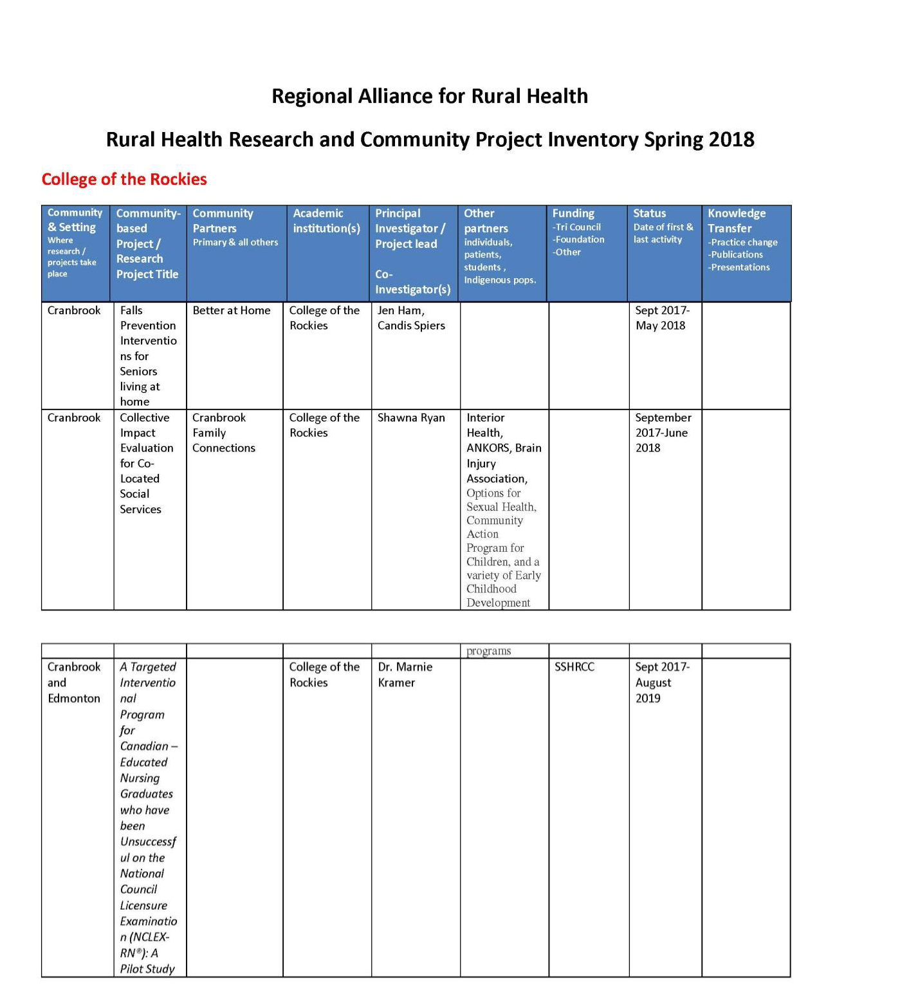 Regional Alliance for Rural Health
Rural Health Research and Community Project Inventory Spring 2018
College of the Rockies
Community
& Setting
Where
research /
projects take
place
Community-
based
Project /
Research
Project Title
Community
Partners
Primary & all others
Academic
institution(s)
Principal
Investigator /
Project lead
Co-
Investigator(s)
Other
partners
individuals,
patients,
students ,
Indigenous pops.
Funding
-Tri Council
-Foundation
-Other
Status
Date of first &
last activity
Knowledge
Transfer
-Practice change
-Publications
-Presentations
Cranbrook
Falls
Prevention
Interventio
ns for
Seniors
living at
home
Better at Home
College of the
Rockies
Jen Ham,
Candis Spiers
Sept 2017-
May 2018
Cranbrook
Collective
Impact
Evaluation
for Co-
Located
Social
Services
Cranbrook
Family
Connections
College of the
Rockies
Shawna Ryan
Interior
Health,
ANKORS, Brain
Injury
Association,
Options for
Sexual Health,
Community
Action
Program for
Children, and a
variety of Early
Childhood
Development
September
2017-June
2018
programs
Cranbrook
and
Edmonton
A Targeted
Interventio
nal
Program
for
Canadian –
Educated
Nursing
Graduates
who have
been
Unsuccessf
ul on the
National
Council
Licensure
Examinatio
n (NCLEX-
RN®): A
Pilot Study
College of the
Rockies
Dr. Marnie
Kramer
SSHRCC
Sept 2017-
August
2019